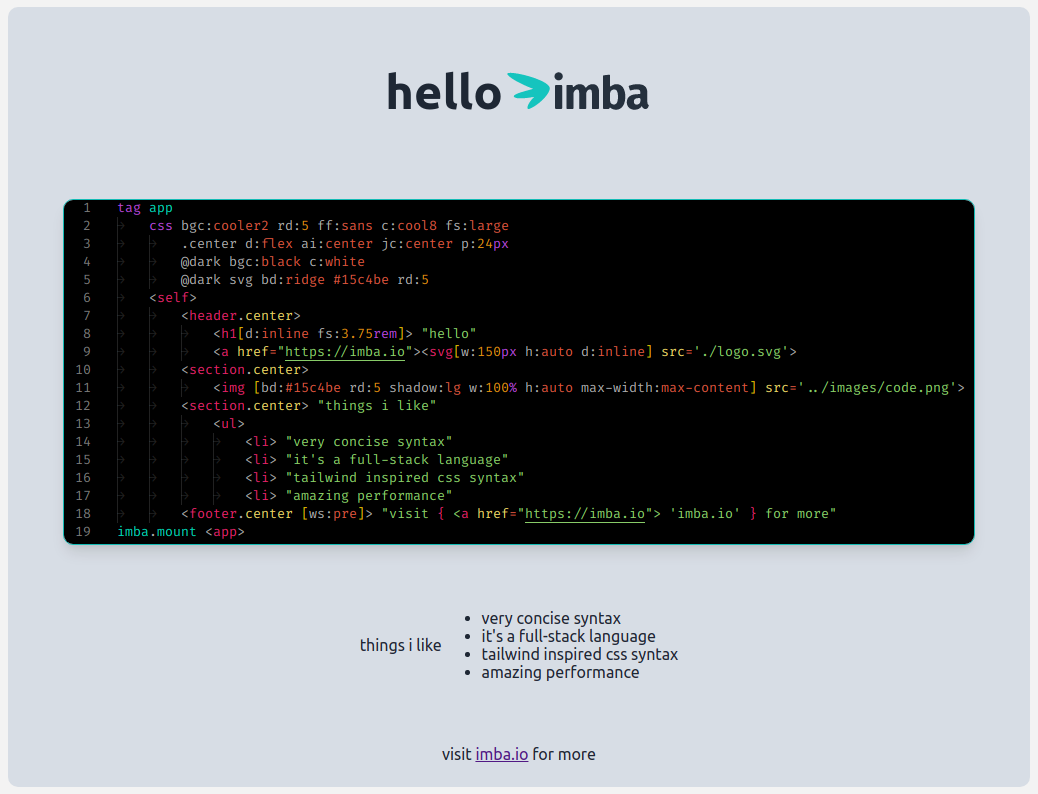 hello imba
1 tag app
2 css bgc:cooler2 rd:5 ff:sans c:cool8 fs:large
3 .center d:flex ai:center jc:center p:24px
4 @dark bgc:black c:white
5 @dark svg bd:ridge #15c4be rd:5
6 <self>
7 <header.center>
8 <h1[d:inline fs:3.75rem]> "hello"
9 <a href="https://imba.io"><svg[w:150px h:auto d:inline] src='./logo.svg'>
10 <section.center>
11 <img [bd:#15c4be rd:5 shadow:lg w:100% h:auto max-width:max-content] src='../images/code.png'>
12 <section.center> "things i like"
13 <ul>
14 <li> "very concise syntax"
15 <li> "it's a full-stack language"
16 <li> "tailwind inspired css syntax"
17 <li> "amazing performance"
18 <footer.center [ws:pre]> "visit { <a href="https://imba.io"> 'imba.io' } for more"
19 imba.mount <app>
things i like
• very concise syntax
• it's a full-stack language
• tailwind inspired css syntax
• amazing performance
visit imba.io for more